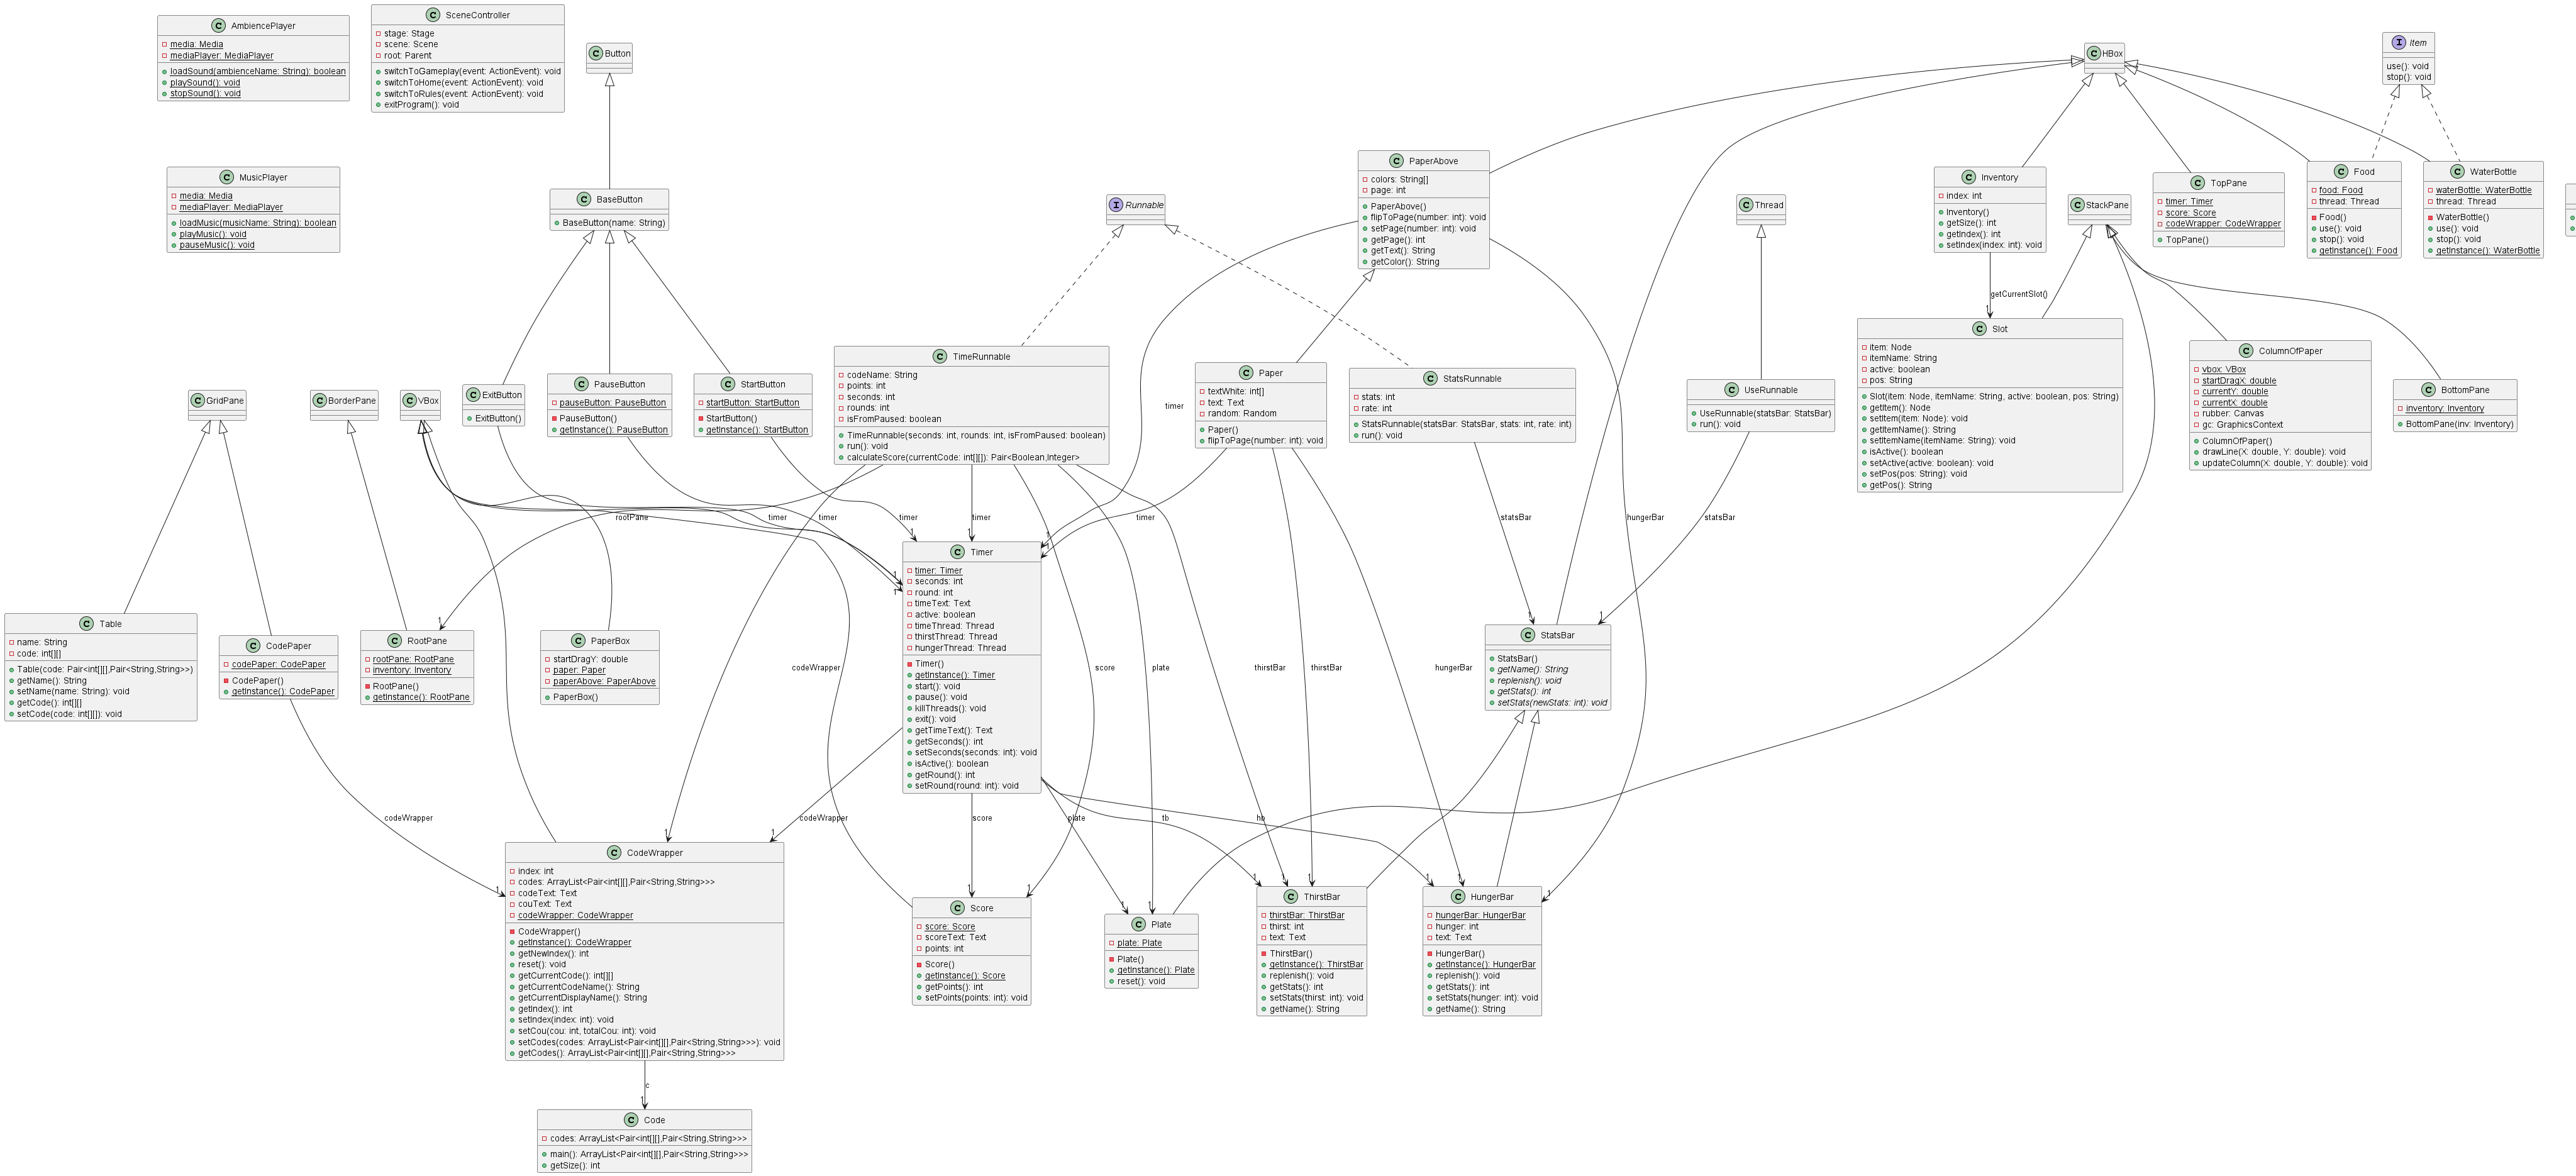 AmbiencePlayer
media: Media
mediaPlayer: MediaPlayer
loadSound(ambienceName: String): boolean
playSound(): void
stopSound(): void
SceneController
stage: Stage
scene: Scene
root: Parent
switchToGameplay(event: ActionEvent): void
switchToHome(event: ActionEvent): void
switchToRules(event: ActionEvent): void
exitProgram(): void
Button
HBox
Item
use(): void
stop(): void
MusicPlayer
media: Media
mediaPlayer: MediaPlayer
loadMusic(musicName: String): boolean
playMusic(): void
pauseMusic(): void
BaseButton
BaseButton(name: String)
Runnable
PaperAbove
colors: String[]
page: int
PaperAbove()
flipToPage(number: int): void
setPage(number: int): void
getPage(): int
getText(): String
getColor(): String
Thread
Inventory
index: int
Inventory()
getSize(): int
getIndex(): int
setIndex(index: int): void
StackPane
TopPane
timer: Timer
score: Score
codeWrapper: CodeWrapper
TopPane()
Food
food: Food
thread: Thread
Food()
use(): void
stop(): void
getInstance(): Food
WaterBottle
waterBottle: WaterBottle
thread: Thread
WaterBottle()
use(): void
stop(): void
getInstance(): WaterBottle
getCurrentSlot()
1
GridPane
BorderPane
VBox
ExitButton
ExitButton()
PauseButton
pauseButton: PauseButton
PauseButton()
getInstance(): PauseButton
StartButton
startButton: StartButton
StartButton()
getInstance(): StartButton
TimeRunnable
codeName: String
points: int
seconds: int
rounds: int
isFromPaused: boolean
TimeRunnable(seconds: int, rounds: int, isFromPaused: boolean)
run(): void
calculateScore(currentCode: int[][]): Pair<Boolean,Integer>
timer
Paper
textWhite: int[]
text: Text
random: Random
Paper()
flipToPage(number: int): void
StatsRunnable
stats: int
rate: int
StatsRunnable(statsBar: StatsBar, stats: int, rate: int)
run(): void
UseRunnable
UseRunnable(statsBar: StatsBar)
run(): void
Slot
item: Node
itemName: String
active: boolean
pos: String
Slot(item: Node, itemName: String, active: boolean, pos: String)
getItem(): Node
setItem(item: Node): void
getItemName(): String
setItemName(itemName: String): void
isActive(): boolean
setActive(active: boolean): void
setPos(pos: String): void
getPos(): String
ColumnOfPaper
vbox: VBox
startDragX: double
currentY: double
currentX: double
rubber: Canvas
gc: GraphicsContext
ColumnOfPaper()
drawLine(X: double, Y: double): void
updateColumn(X: double, Y: double): void
BottomPane
inventory: Inventory
BottomPane(inv: Inventory)
rootPane
timer
timer
timer
timer
timer
statsBar
hungerBar
statsBar
1
1
1
1
1
1
1
1
1
Table
name: String
code: int[][]
Table(code: Pair<int[][],Pair<String,String>>)
getName(): String
setName(name: String): void
getCode(): int[][]
setCode(code: int[][]): void
CodePaper
codePaper: CodePaper
CodePaper()
getInstance(): CodePaper
RootPane
rootPane: RootPane
inventory: Inventory
RootPane()
getInstance(): RootPane
PaperBox
startDragY: double
paper: Paper
paperAbove: PaperAbove
PaperBox()
Timer
timer: Timer
seconds: int
round: int
timeText: Text
active: boolean
timeThread: Thread
thirstThread: Thread
hungerThread: Thread
Timer()
getInstance(): Timer
start(): void
pause(): void
killThreads(): void
exit(): void
getTimeText(): Text
getSeconds(): int
setSeconds(seconds: int): void
isActive(): boolean
getRound(): int
setRound(round: int): void
StatsBar
StatsBar()
getName(): String
replenish(): void
getStats(): int
setStats(newStats: int): void
codeWrapper
score
plate
thirstBar
thirstBar
hungerBar
codeWrapper
codeWrapper
score
plate
tb
hb
1
1
1
1
1
1
1
1
1
1
1
1
1
CodeWrapper
index: int
codes: ArrayList<Pair<int[][],Pair<String,String>>>
codeText: Text
couText: Text
codeWrapper: CodeWrapper
CodeWrapper()
getInstance(): CodeWrapper
getNewIndex(): int
reset(): void
getCurrentCode(): int[][]
getCurrentCodeName(): String
getCurrentDisplayName(): String
getIndex(): int
setIndex(index: int): void
setCou(cou: int, totalCou: int): void
setCodes(codes: ArrayList<Pair<int[][],Pair<String,String>>>): void
getCodes(): ArrayList<Pair<int[][],Pair<String,String>>>
Score
score: Score
scoreText: Text
points: int
Score()
getInstance(): Score
getPoints(): int
setPoints(points: int): void
Plate
plate: Plate
Plate()
getInstance(): Plate
reset(): void
ThirstBar
thirstBar: ThirstBar
thirst: int
text: Text
ThirstBar()
getInstance(): ThirstBar
replenish(): void
getStats(): int
setStats(thirst: int): void
getName(): String
HungerBar
hungerBar: HungerBar
hunger: int
text: Text
HungerBar()
getInstance(): HungerBar
replenish(): void
getStats(): int
setStats(hunger: int): void
getName(): String
c
1
Code
codes: ArrayList<Pair<int[][],Pair<String,String>>>
main(): ArrayList<Pair<int[][],Pair<String,String>>>
getSize(): int